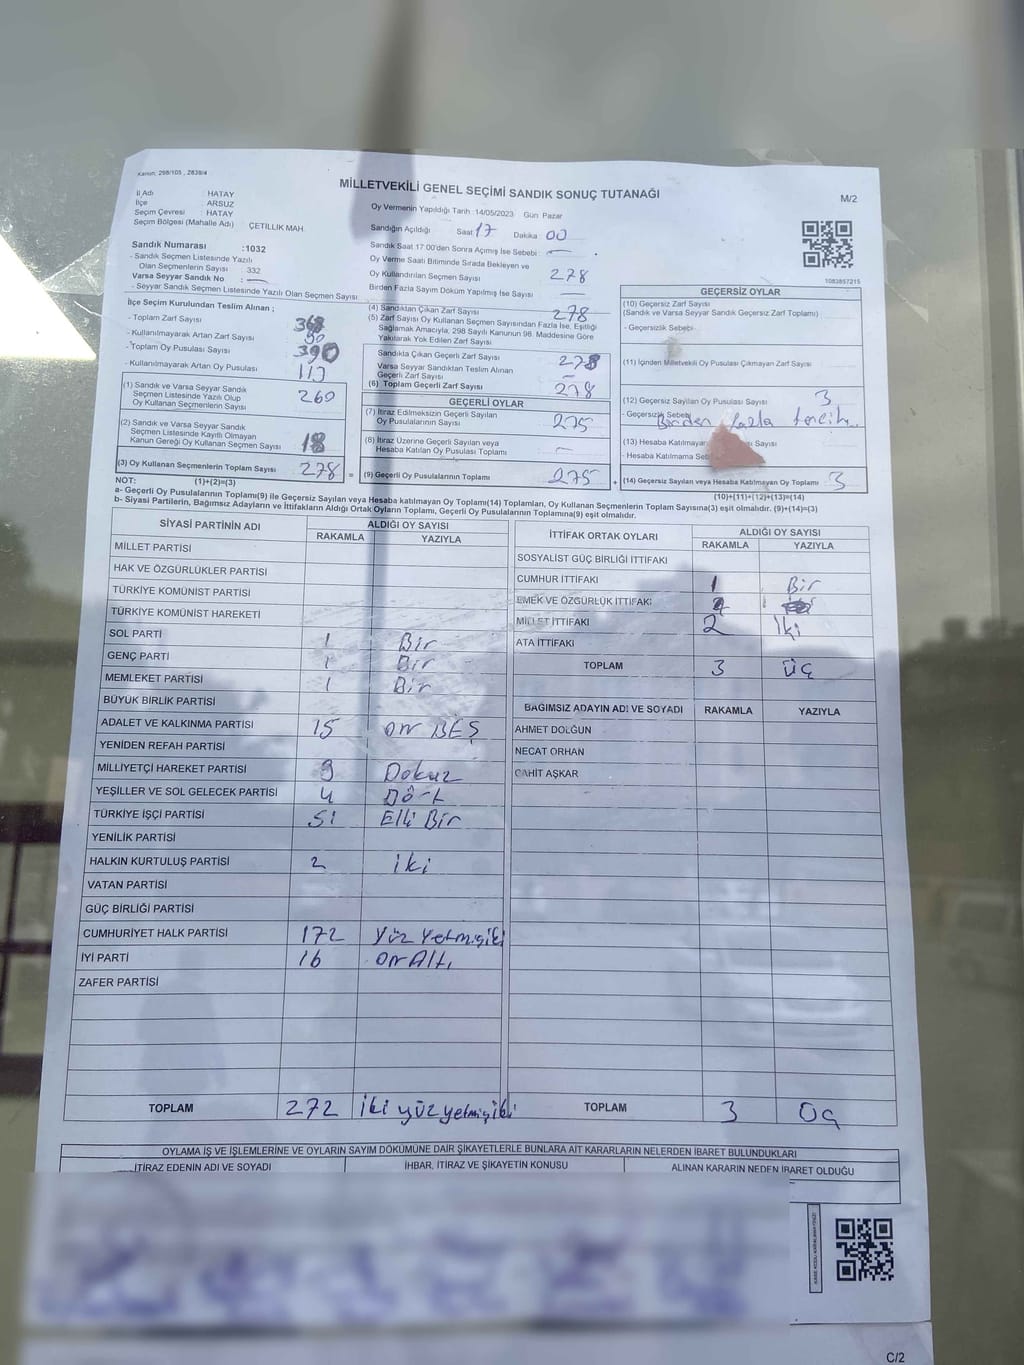 Kanun, 298/105 , 2839/4
MİLLETVEKİLİ GENEL SEÇİMİ SANDIK SONUÇ TUTANAĞI
M/2
İl Adı : HATAY
İlçe : ARSUZ
Seçim Çevresi : HATAY
Seçim Bölgesi (Mahalle Adı) ÇETİLLİK MAH.
Sandık Numarası : 1032
- Sandık Seçmen Listesinde Yazılı
Olan Seçmenlerin Sayısı : 332
Varsa Seyyar Sandık No : —
- Seyyar Sandık Seçmen Listesinde Yazılı Olan Seçmen Sayısı:
Oy Vermenin Yapıldığı Tarih :14/05/2023 Gün Pazar
Sandığın Açıldığı Saat 17 Dakika 00
Sandık Saat 17:00'den Sonra Açımış İse Sebebi —
Oy Verme Saati Bitiminde Sırada Bekleyen ve
Oy Kullandırılan Seçmen Sayısı 278
Birden Fazla Sayım Döküm Yapılmış İse Sayısı —
1083857215
İlçe Seçim Kurulundan Teslim Alınan ;
- Toplam Zarf Sayısı
- Kullanılmayarak Artan Zarf Sayısı 90
- Toplam Oy Pusulası Sayısı 390
- Kullanılmayarak Artan Oy Pusulası
(1) Sandık ve Varsa Seyyar Sandık
Seçmen Listesinde Yazılı Olup
Oy Kullanan Seçmenlerin Sayısı 260
(2) Sandık ve Varsa Seyyar Sandık
Seçmen Listesinde Kayıtlı Olmayan
Kanun Gereği Oy Kullanan Seçmen Sayısı 18
(3) Oy Kullanan Seçmenlerin Toplam Sayısı 278 =
(4) Sandıktan Çıkan Zarf Sayısı 278
(5) Zarf Sayısı Oy Kullanan Seçmen Sayısından Fazla İse, Eşitliği
Sağlamak Amacıyla, 298 Sayılı Kanunun 98. Maddesine Göre
Yakılarak Yok Edilen Zarf Sayısı
Sandıkta Çıkan Geçerli Zarf Sayısı 278
Varsa Seyyar Sandıktan Teslim Alınan
Geçerli Zarf Sayısı —
(6) Toplam Geçerli Zarf Sayısı 278
GEÇERLİ OYLAR
(7) İtiraz Edilmeksizin Geçerli Sayılan
Oy Pusulalarının Sayısı 275
(8) İtiraz Üzerine Geçerli Sayılan veya
Hesaba Katılan Oy Pusulası Toplamı —
(9) Geçerli Oy Pusulalarının Toplamı 275 +
GEÇERSİZ OYLAR
(10) Geçersiz Zarf Sayısı
(Sandık ve Varsa Seyyar Sandık Geçersiz Zarf Toplamı)
- Geçersizlik Sebebi
(11) İçinden Milletvekili Oy Pusulası Çıkmayan Zarf Sayısı
(12) Geçersiz Sayılan Oy Pusulası Sayısı 3
- Geçersizlik Sebebi Birden fazla tercih
(13) Hesaba Katılmayan Sayısı
- Hesaba Katılmama
(14) Geçersiz Sayılan veya Hesaba Katılmayan Oy Toplamı 3
NOT: (1)+(2)=(3)
(10)+(11)+(12)+(13)=(14)
a- Geçerli Oy Pusulalarının Toplamı(9) ile Geçersiz Sayılan veya Hesaba katılmayan Oy Toplamı(14) Toplamları, Oy Kullanan Seçmenlerin Toplam Sayısına(3) eşit olmalıdır. (9)+(14)=(3)
b- Siyasi Partilerin, Bağımsız Adayların ve İttifakların Aldığı Ortak Oyların Toplamı, Geçerli Oy Pusulalarının Toplamına(9) eşit olmalıdır.
SİYASİ PARTİNİN ADI ALDIĞI OY SAYISI
RAKAMLA YAZIYLA
MİLLET PARTİSİ
HAK VE ÖZGÜRLÜKLER PARTİSİ
TÜRKİYE KOMÜNİST PARTİSİ
TÜRKİYE KOMÜNİST HAREKETİ
SOL PARTİ 1 Bir
GENÇ PARTİ 1 Bir
MEMLEKET PARTİSİ 1 Bir
BÜYÜK BİRLİK PARTİSİ
ADALET VE KALKINMA PARTİSİ 15 on BEŞ
YENİDEN REFAH PARTİSİ
MİLLİYETÇİ HAREKET PARTİSİ 9 Dokuz
YEŞİLLER VE SOL GELECEK PARTİSİ 4 Dört
TÜRKİYE İŞÇİ PARTİSİ 51 Elli Bir
YENİLİK PARTİSİ
HALKIN KURTULUŞ PARTİSİ 2 iki
VATAN PARTİSİ
GÜÇ BİRLİĞİ PARTİSİ
CUMHURİYET HALK PARTİSİ 172 Yüz Yetmişiki
İYİ PARTİ 16 on Altı
ZAFER PARTİSİ
TOPLAM 272 iki yüz yetmişiki
İTTİFAK ORTAK OYLARI ALDIĞI OY SAYISI
RAKAMLA YAZIYLA
SOSYALİST GÜÇ BİRLİĞİ İTTİFAKI
CUMHUR İTTİFAKI 1 Bir
EMEK VE ÖZGÜRLÜK İTTİFAKI
MİLLET İTTİFAKI 2 iki
ATA İTTİFAKI
TOPLAM 3 üç
BAĞIMSIZ ADAYIN ADI VE SOYADI RAKAMLA YAZIYLA
AHMET DOLĞUN
NECAT ORHAN
CAHİT AŞKAR
TOPLAM 3 üç
OYLAMA İŞ VE İŞLEMLERİNE VE OYLARIN SAYIM DÖKÜMÜNE DAİR ŞİKAYETLERLE BUNLARA AİT KARARLARIN NELERDEN İBARET BULUNDUKLARI
İTİRAZ EDENİN ADI VE SOYADI İHBAR, İTİRAZ VE ŞİKAYETİN KONUSU ALINAN KARARIN NEDEN İBARET OLDUĞU
C/2